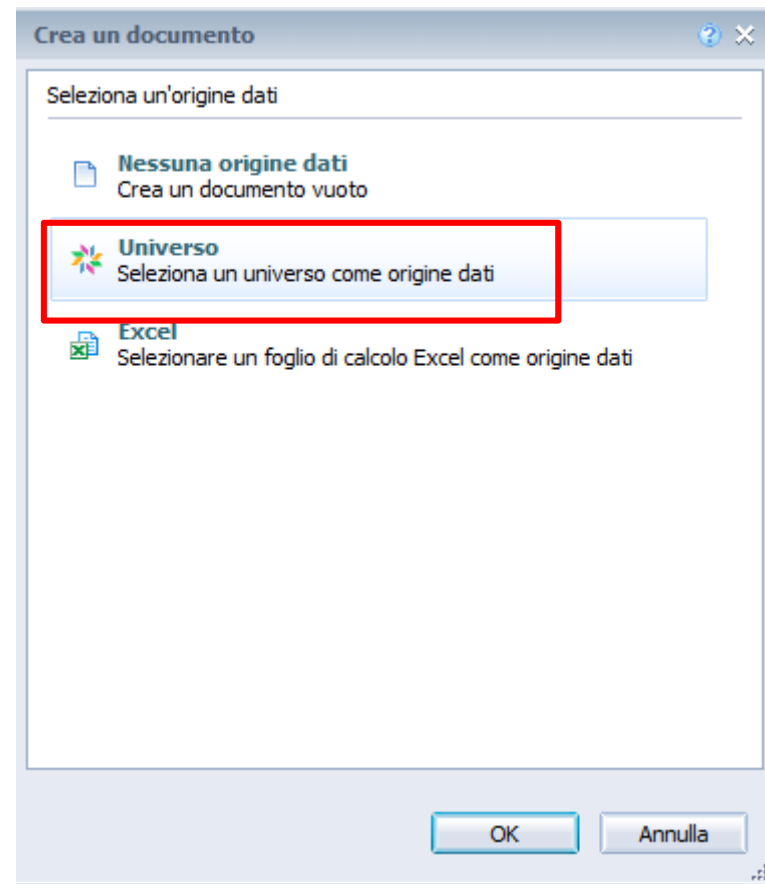 Crea un documento
Seleziona un'origine dati
Nessuna origine dati
Crea un documento vuoto
Universo
Seleziona un universo come origine dati
Excel
Selezionare un foglio di calcolo Excel come origine dati
OK Annulla